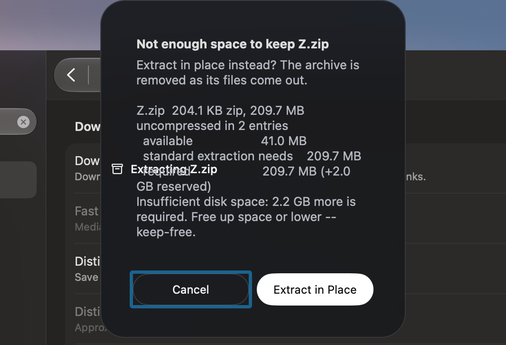 Not enough space to keep Z.zip
Extract in place instead? The archive is
removed as its files come out.
Z.zip 204.1 KB zip, 209.7 MB
uncompressed in 2 entries
available 41.0 MB
standard extraction needs 209.7 MB
required 209.7 MB (+2.0
Extracting Z.zip
GB reserved)
Insufficient disk space: 2.2 GB more is
required. Free up space or lower --
keep-free.
Cancel
Extract in Place
Dow
Dow
Down
nks.
Fast
Media
Disti
Save
Disti
Appro